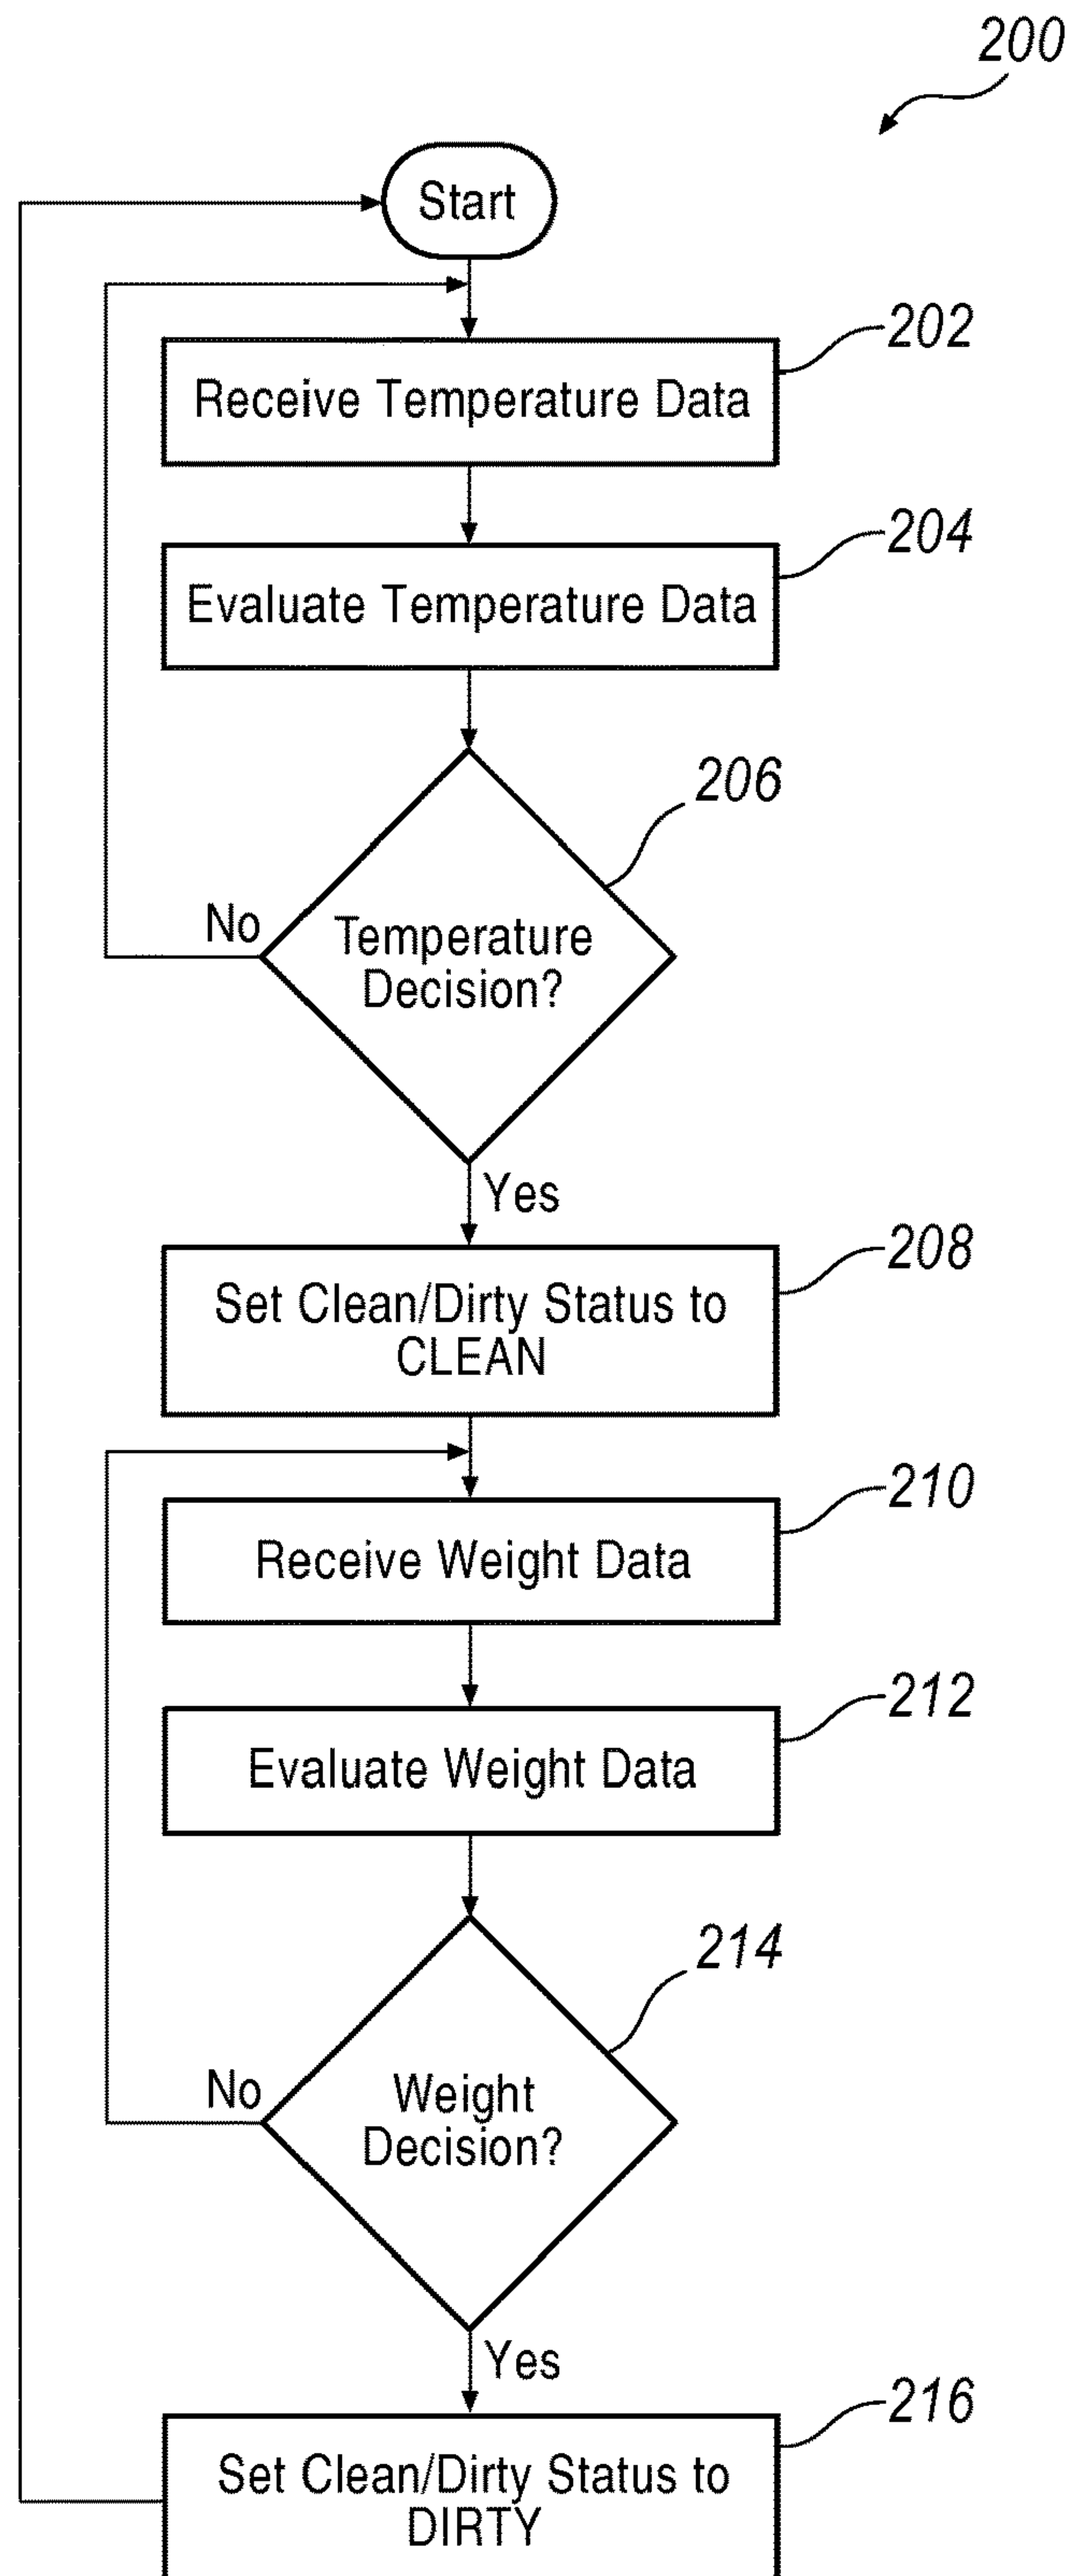 200
Start
202
Receive Temperature Data
204
Evaluate Temperature Data
206
No
Temperature
Decision?
Yes
208
Set Clean/Dirty Status to
CLEAN
210
Receive Weight Data
212
Evaluate Weight Data
214
No
Weight
Decision?
Yes
216
Set Clean/Dirty Status to
DIRTY